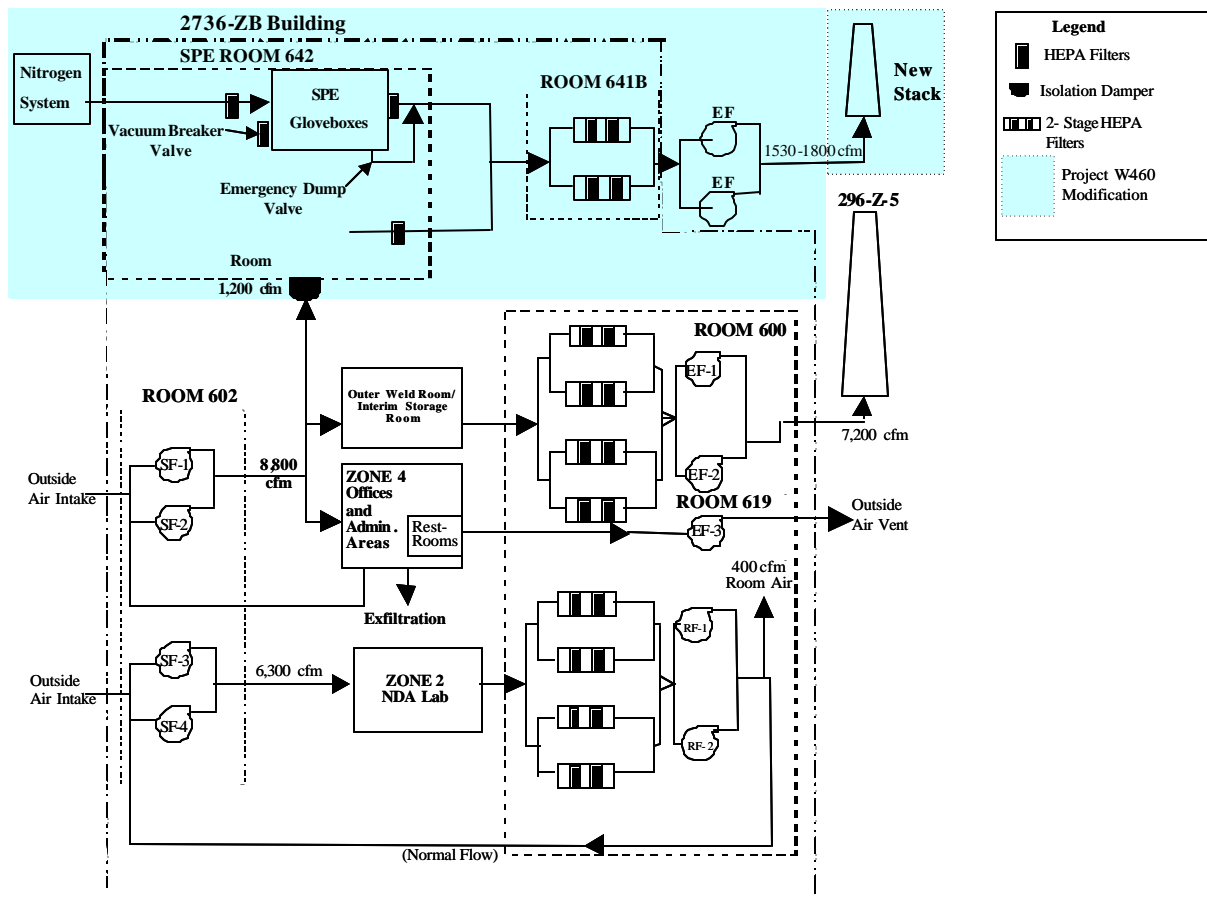 2736-ZB Building
SPE ROOM 642
Nitrogen
System
SPE
Gloveboxes
Vacuum Breaker
Valve
Emergency Dump
Valve
Room
1,200 cfm
ROOM 641B
EF
EF
1530-1800cfm
New
Stack
296-Z-5
7,200 cfm
Legend
HEPA Filters
Isolation Damper
2- Stage HEPA
Filters
Project W460
Modification
ROOM 602
Outside
Air Intake
SF-1
SF-2
8,800
cfm
Outer Weld Room/
Interim Storage
Room
ZONE 4
Offices
and
Admin.
Areas
Rest-
Rooms
Exfiltration
ROOM 600
EF-1
EF-2
ROOM 619
EF-3
Outside
Air Vent
400 cfm
Room Air
Outside
Air Intake
SF-3
SF-4
6,300 cfm
ZONE 2
NDA Lab
RF-1
RF-2
(Normal Flow)